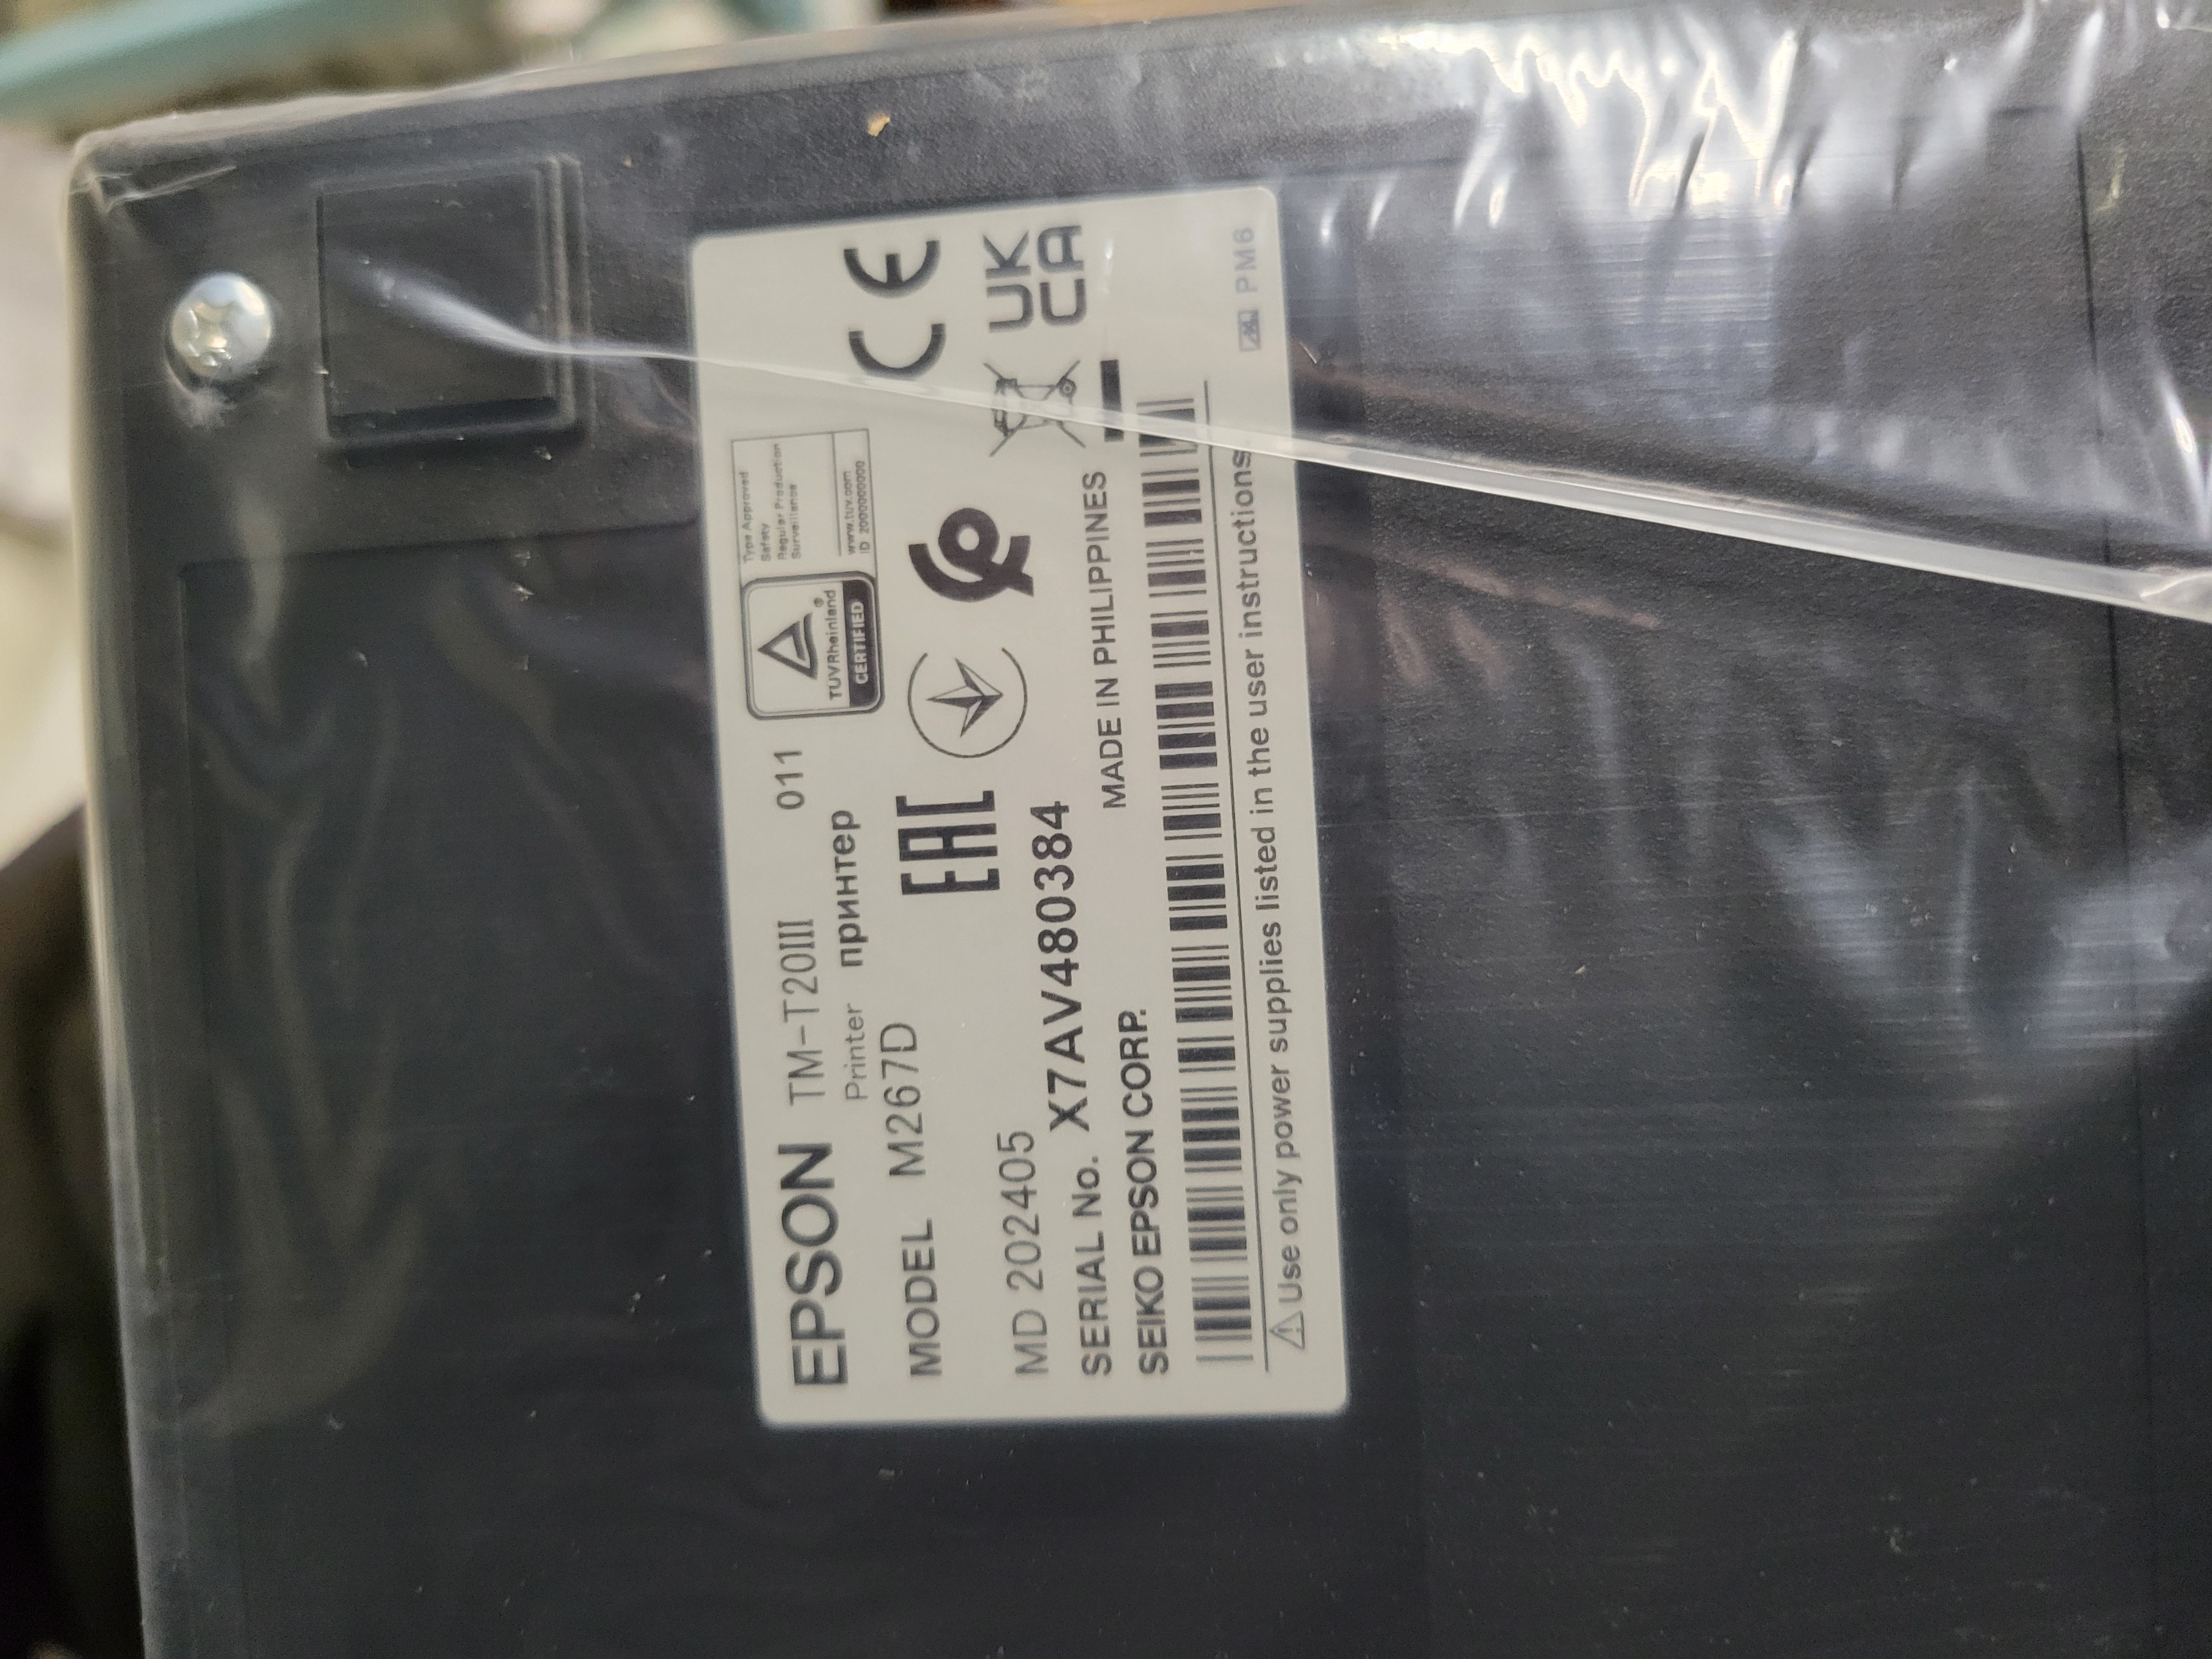 EPSON TM-T20III 011
Printer принтер
MODEL M267D
TÜVRheinland®
CERTIFIED
Type Approved
Safety
Regular Production
Surveillance
www.tuv.com
ID 2000000000
CE
EAC
UK
CA
MD 202405
SERIAL No. X7AV480384
SEIKO EPSON CORP. MADE IN PHILIPPINES
Use only power supplies listed in the user instructions.
PM6